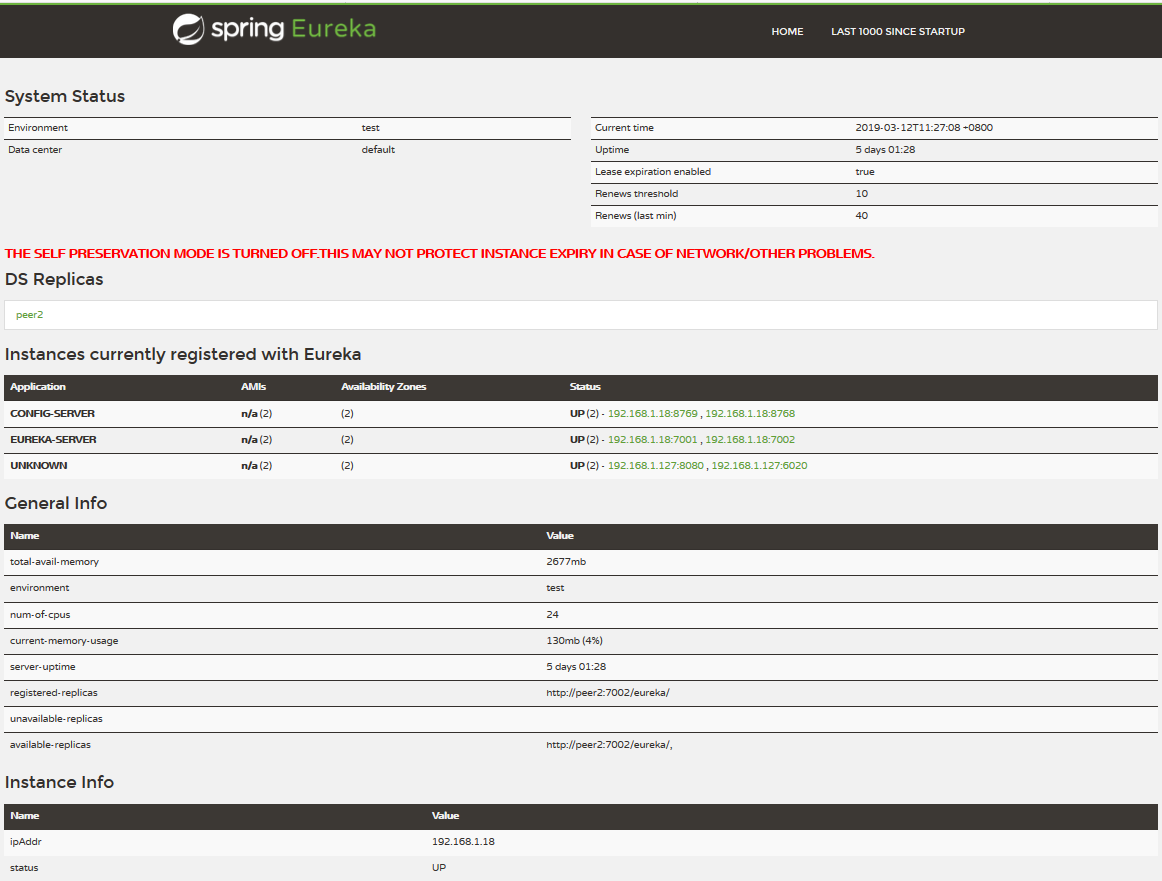 spring Eureka
HOME LAST 1000 SINCE STARTUP
System Status
Environment test
Data center default
Current time 2019-03-12T11:27:08 +0800
Uptime 5 days 01:28
Lease expiration enabled true
Renews threshold 10
Renews (last min) 40
THE SELF PRESERVATION MODE IS TURNED OFF.THIS MAY NOT PROTECT INSTANCE EXPIRY IN CASE OF NETWORK/OTHER PROBLEMS.
DS Replicas
peer2
Instances currently registered with Eureka
Application AMIs Availability Zones Status
CONFIG-SERVER n/a (2) (2) UP (2) - 192.168.1.18:8769 , 192.168.1.18:8768
EUREKA-SERVER n/a (2) (2) UP (2) - 192.168.1.18:7001 , 192.168.1.18:7002
UNKNOWN n/a (2) (2) UP (2) - 192.168.1.127:8080 , 192.168.1.127:6020
General Info
Name Value
total-avail-memory 2677mb
environment test
num-of-cpus 24
current-memory-usage 130mb (4%)
server-uptime 5 days 01:28
registered-replicas http://peer2:7002/eureka/
unavailable-replicas
available-replicas http://peer2:7002/eureka/,
Instance Info
Name Value
ipAddr 192.168.1.18
status UP